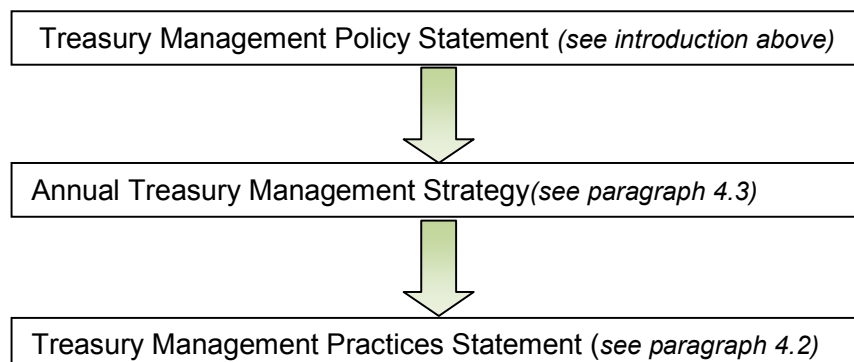 Treasury Management Policy Statement (see introduction above)
Annual Treasury Management Strategy(see paragraph 4.3)
Treasury Management Practices Statement (see paragraph 4.2)